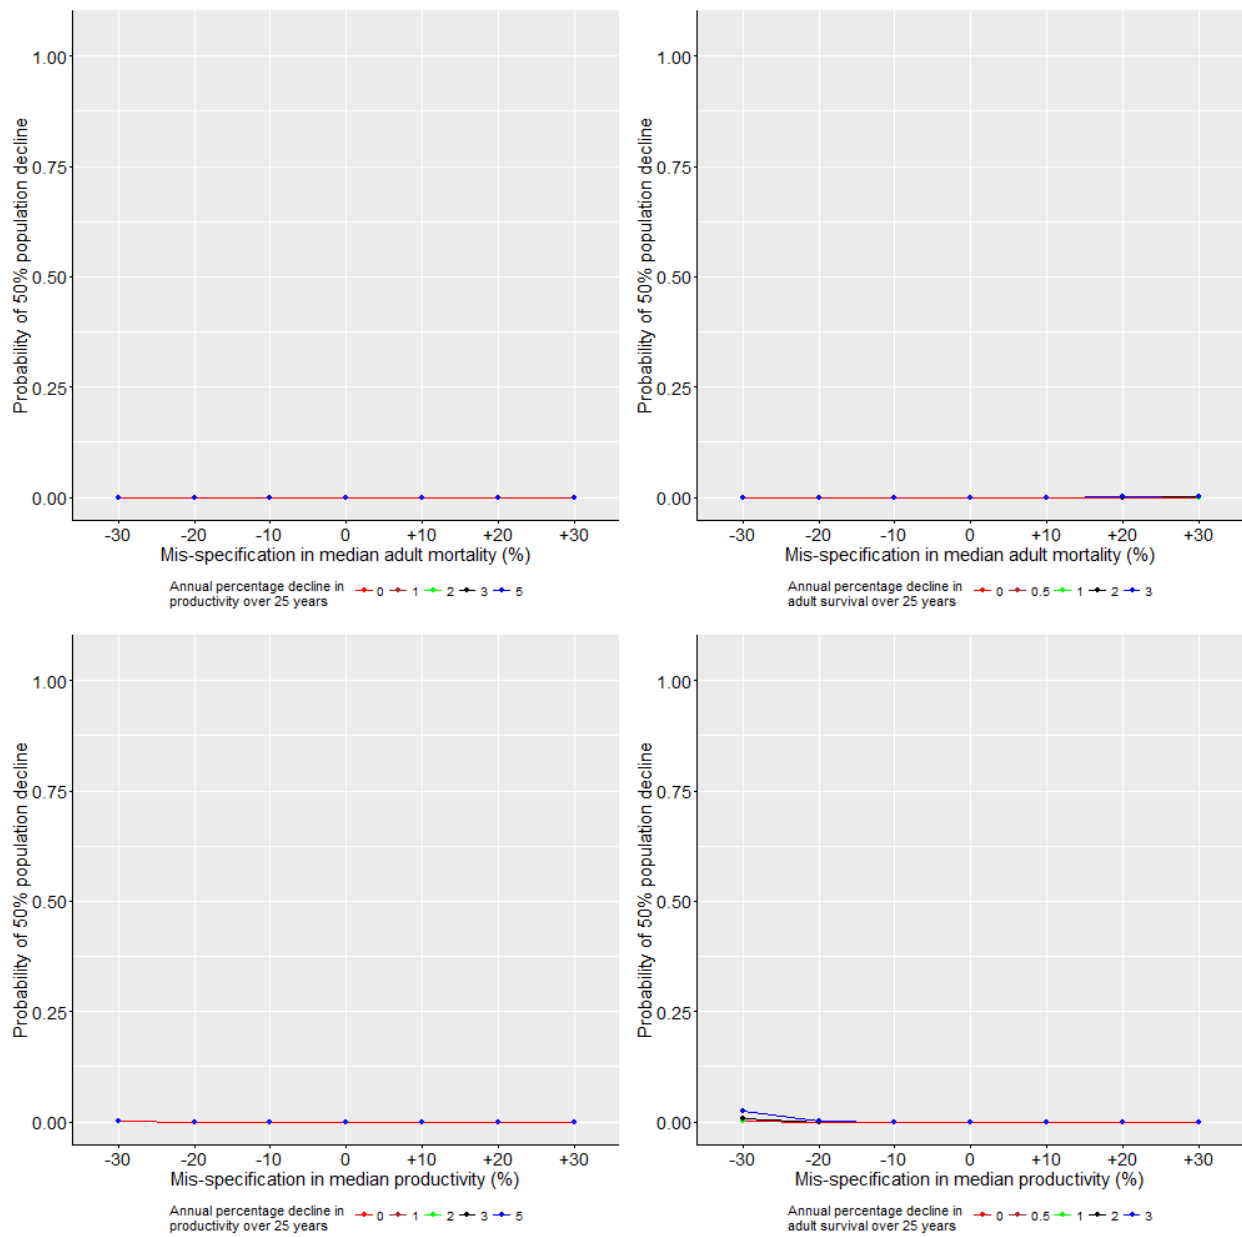 Probability of 50% population decline
1.00
0.75
0.50
0.25
0.00
-30 -20 -10 0 +10 +20 +30
Mis-specification in median adult mortality (%)
Annual percentage decline in
productivity over 25 years
0 1 2 3 5
Probability of 50% population decline
1.00
0.75
0.50
0.25
0.00
-30 -20 -10 0 +10 +20 +30
Mis-specification in median adult mortality (%)
Annual percentage decline in
adult survival over 25 years
0 0.5 1 2 3
Probability of 50% population decline
1.00
0.75
0.50
0.25
0.00
-30 -20 -10 0 +10 +20 +30
Mis-specification in median productivity (%)
Annual percentage decline in
productivity over 25 years
0 1 2 3 5
Probability of 50% population decline
1.00
0.75
0.50
0.25
0.00
-30 -20 -10 0 +10 +20 +30
Mis-specification in median productivity (%)
Annual percentage decline in
adult survival over 25 years
0 0.5 1 2 3